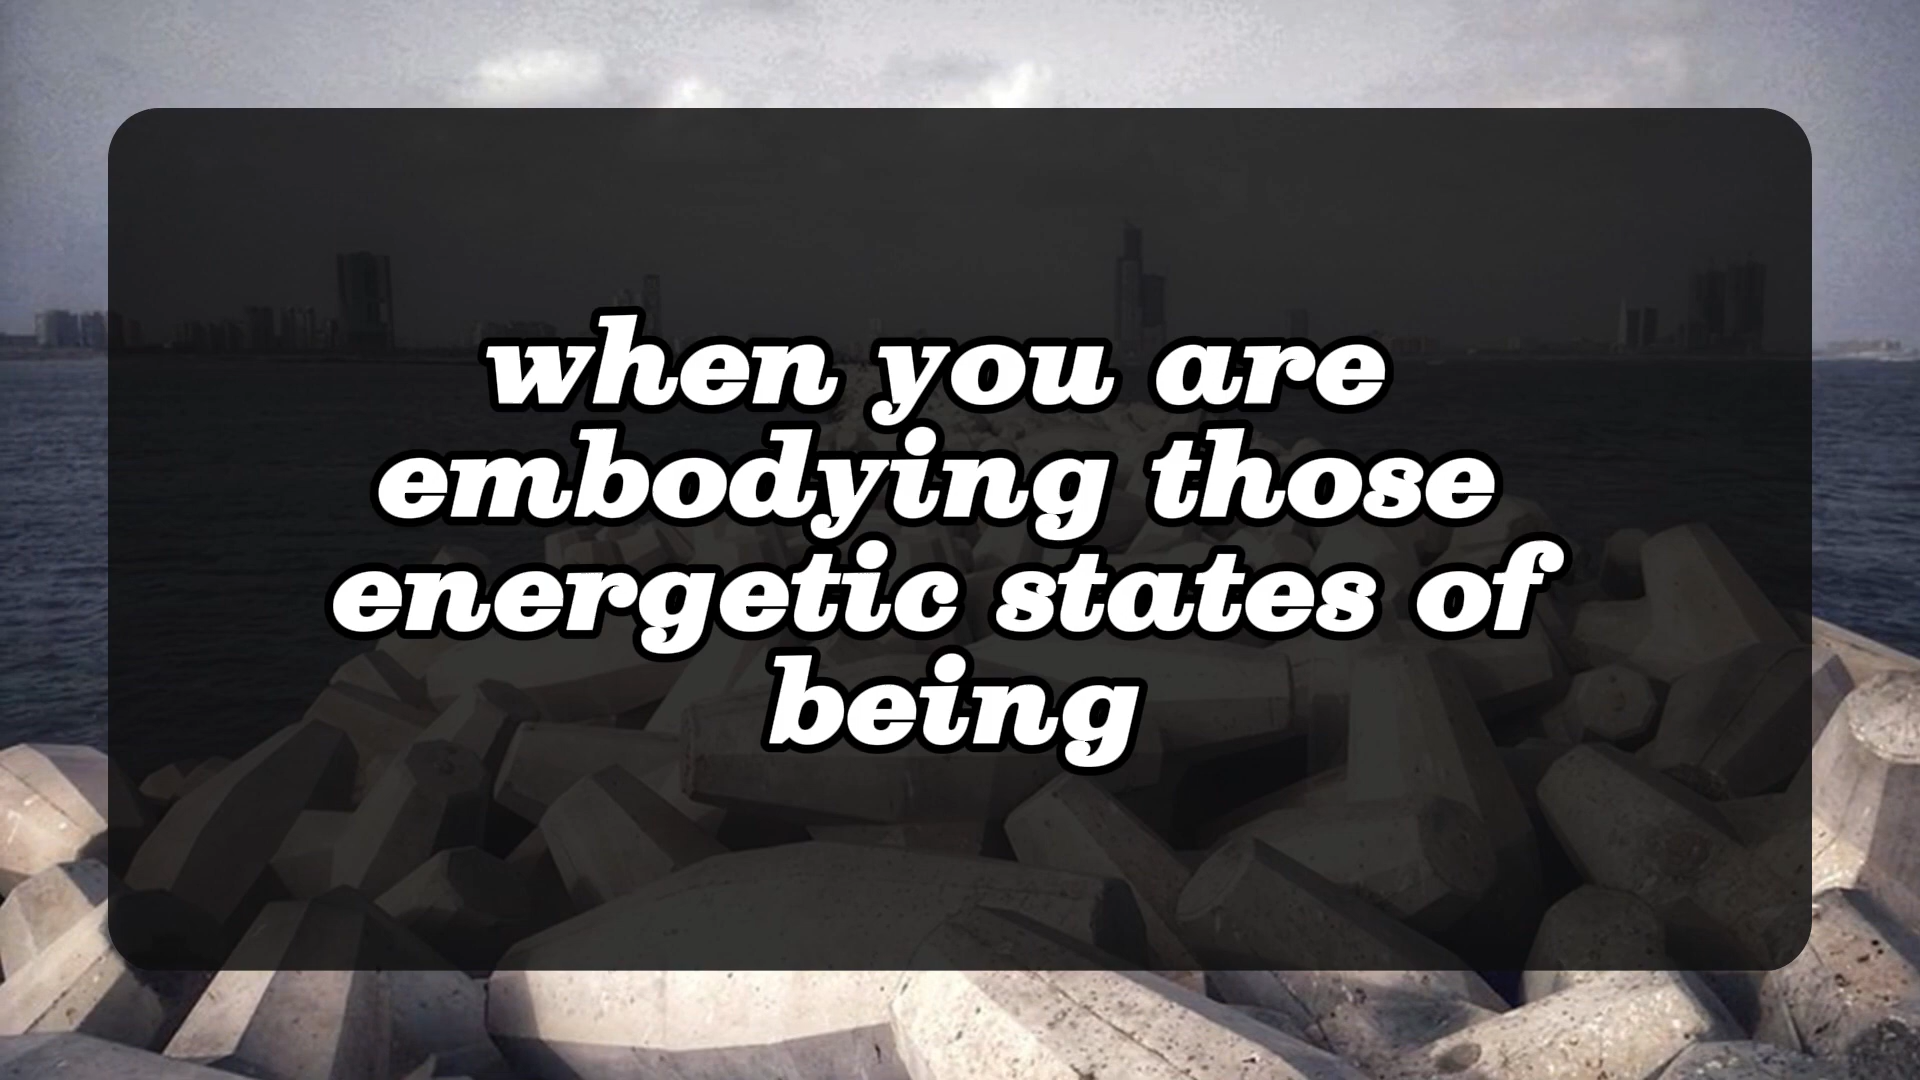 when you are
embodying those
energetic states of
being